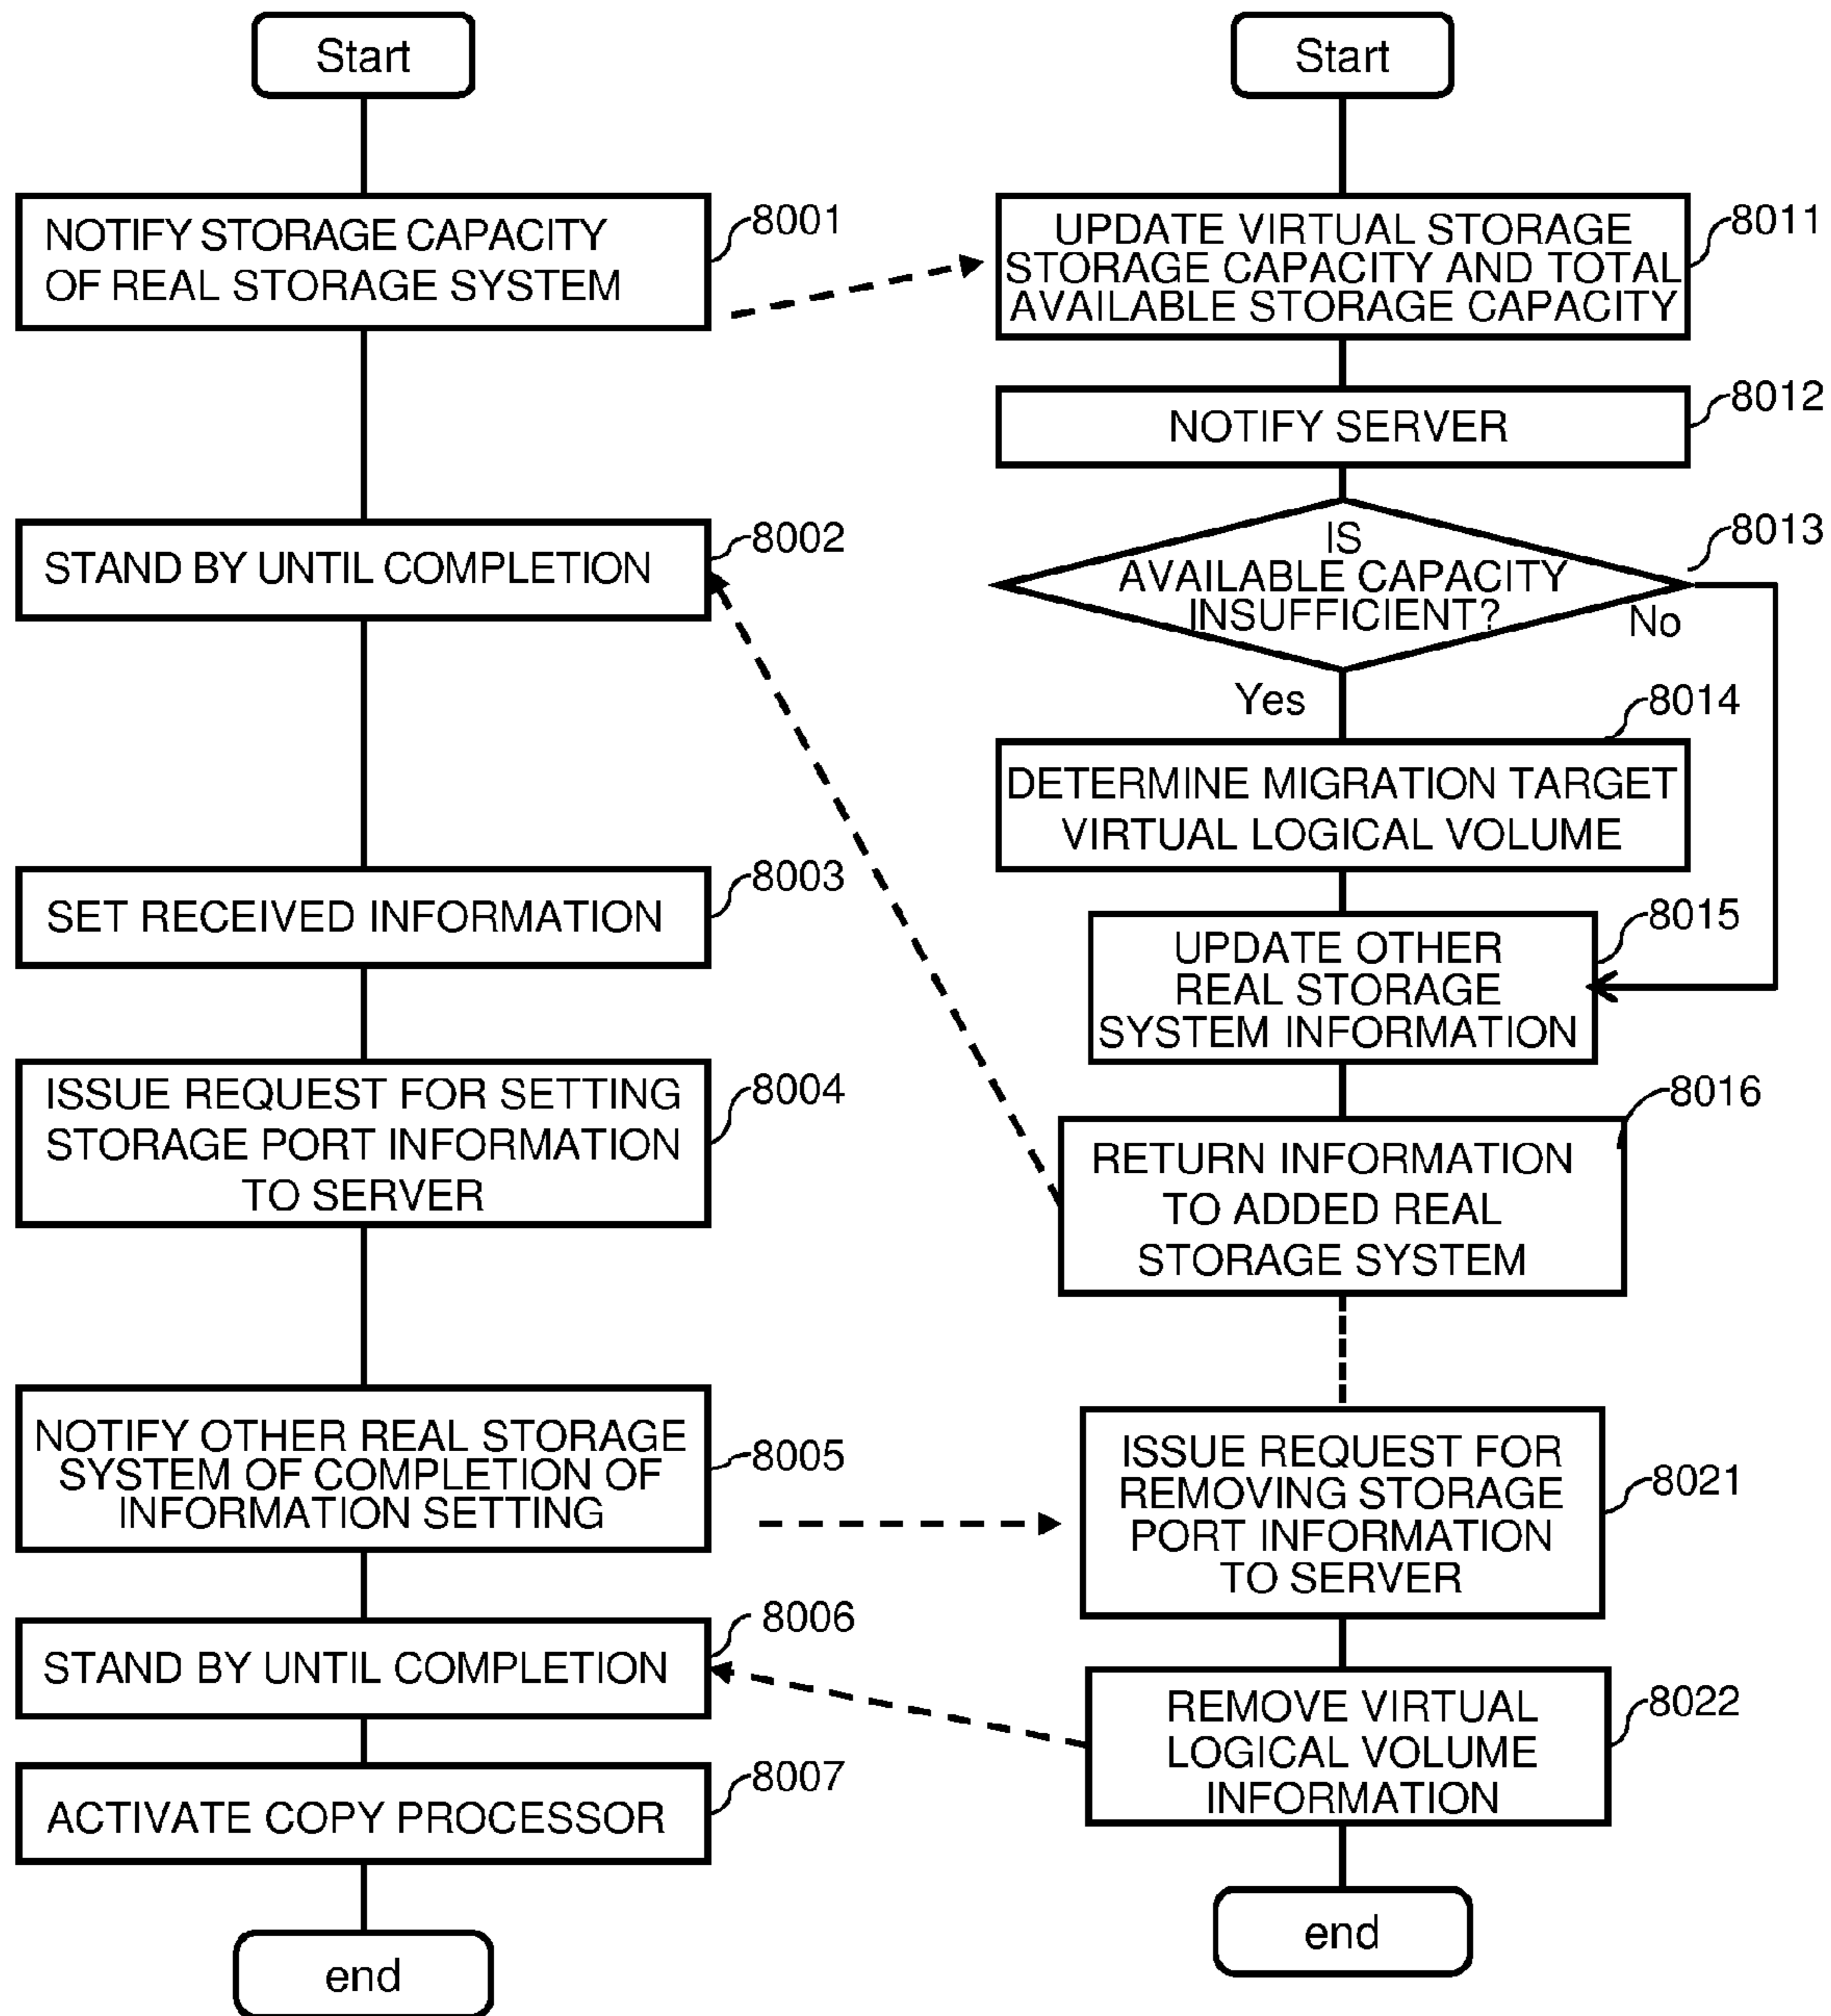 Start
NOTIFY STORAGE CAPACITY
OF REAL STORAGE SYSTEM
8001
STAND BY UNTIL COMPLETION
8002
SET RECEIVED INFORMATION
8003
ISSUE REQUEST FOR SETTING
STORAGE PORT INFORMATION
TO SERVER
8004
NOTIFY OTHER REAL STORAGE
SYSTEM OF COMPLETION OF
INFORMATION SETTING
8005
STAND BY UNTIL COMPLETION
8006
ACTIVATE COPY PROCESSOR
8007
end
Start
UPDATE VIRTUAL STORAGE
STORAGE CAPACITY AND TOTAL
AVAILABLE STORAGE CAPACITY
8011
NOTIFY SERVER
8012
IS
AVAILABLE CAPACITY
INSUFFICIENT?
8013
No
Yes
8014
DETERMINE MIGRATION TARGET
VIRTUAL LOGICAL VOLUME
8015
UPDATE OTHER
REAL STORAGE
SYSTEM INFORMATION
8016
RETURN INFORMATION
TO ADDED REAL
STORAGE SYSTEM
ISSUE REQUEST FOR
REMOVING STORAGE
PORT INFORMATION
TO SERVER
8021
REMOVE VIRTUAL
LOGICAL VOLUME
INFORMATION
8022
end